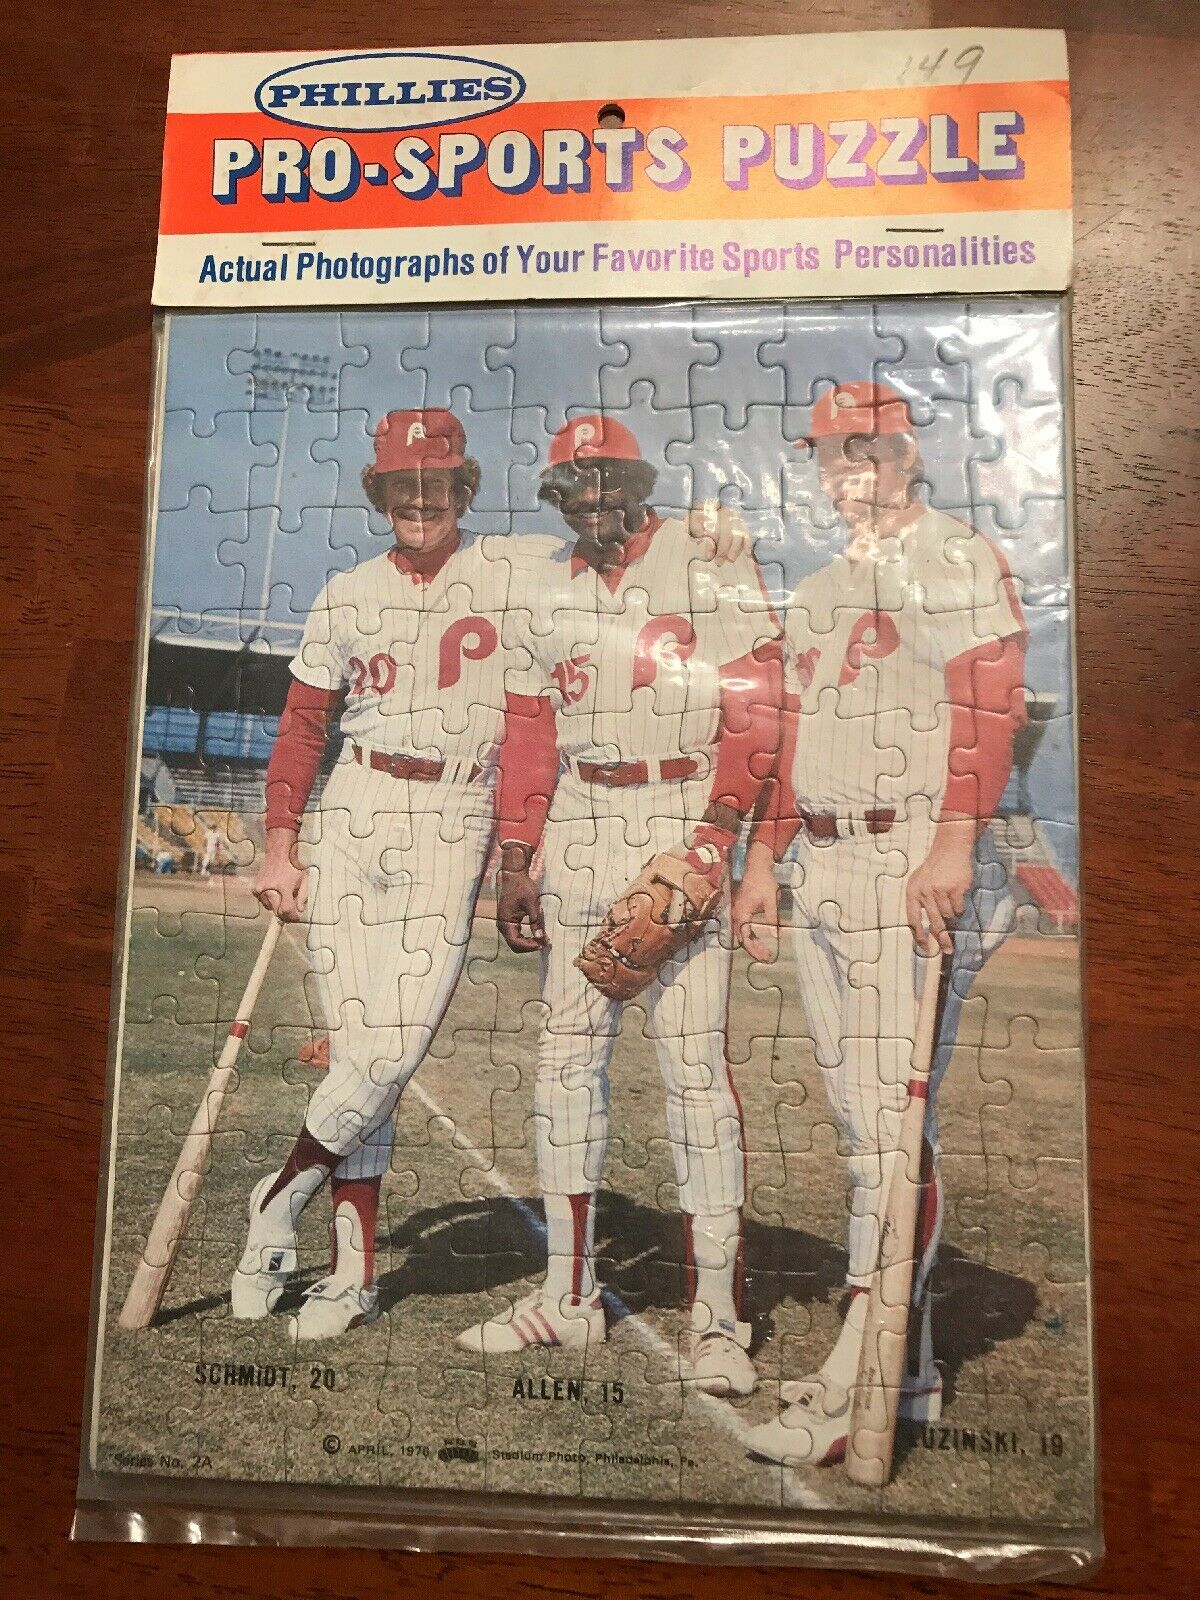 149
PHILLIES
PRO-SPORTS PUZZLE
Actual Photographs of Your Favorite Sports Personalities
P
P
P
20
P
15
P
P
SCHMIDT, 20
ALLEN, 15
LUZINSKI, 19
© APRIL, 1976 Stadium Photo, Philadelphia, Pa.
Series No. 2A